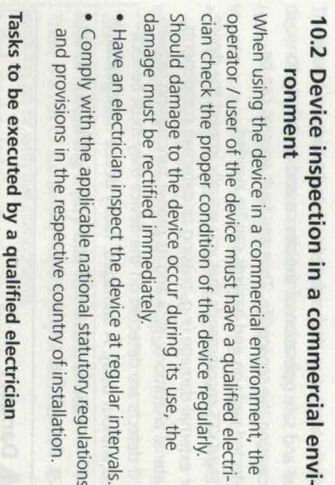 10.2 Device inspection in a commercial envi-
ronment
When using the device in a commercial environment, the
operator / user of the device must have a qualified electri-
cian check the proper condition of the device regularly.
Should damage to the device occur during its use, the
damage must be rectified immediately.
• Have an electrician inspect the device at regular intervals.
• Comply with the applicable national statutory regulations
and provisions in the respective country of installation.
Tasks to be executed by a qualified electrician